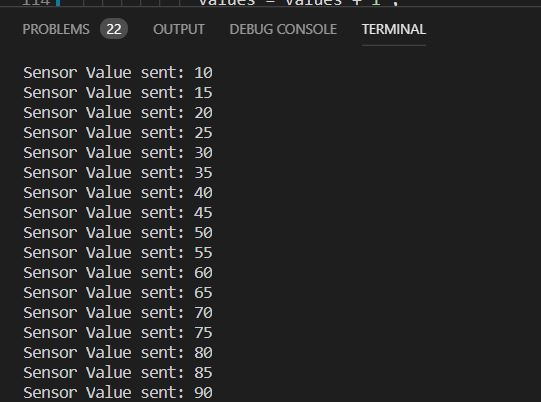 114 values = values + 1 ,
PROBLEMS 22 OUTPUT DEBUG CONSOLE TERMINAL
Sensor Value sent: 10
Sensor Value sent: 15
Sensor Value sent: 20
Sensor Value sent: 25
Sensor Value sent: 30
Sensor Value sent: 35
Sensor Value sent: 40
Sensor Value sent: 45
Sensor Value sent: 50
Sensor Value sent: 55
Sensor Value sent: 60
Sensor Value sent: 65
Sensor Value sent: 70
Sensor Value sent: 75
Sensor Value sent: 80
Sensor Value sent: 85
Sensor Value sent: 90